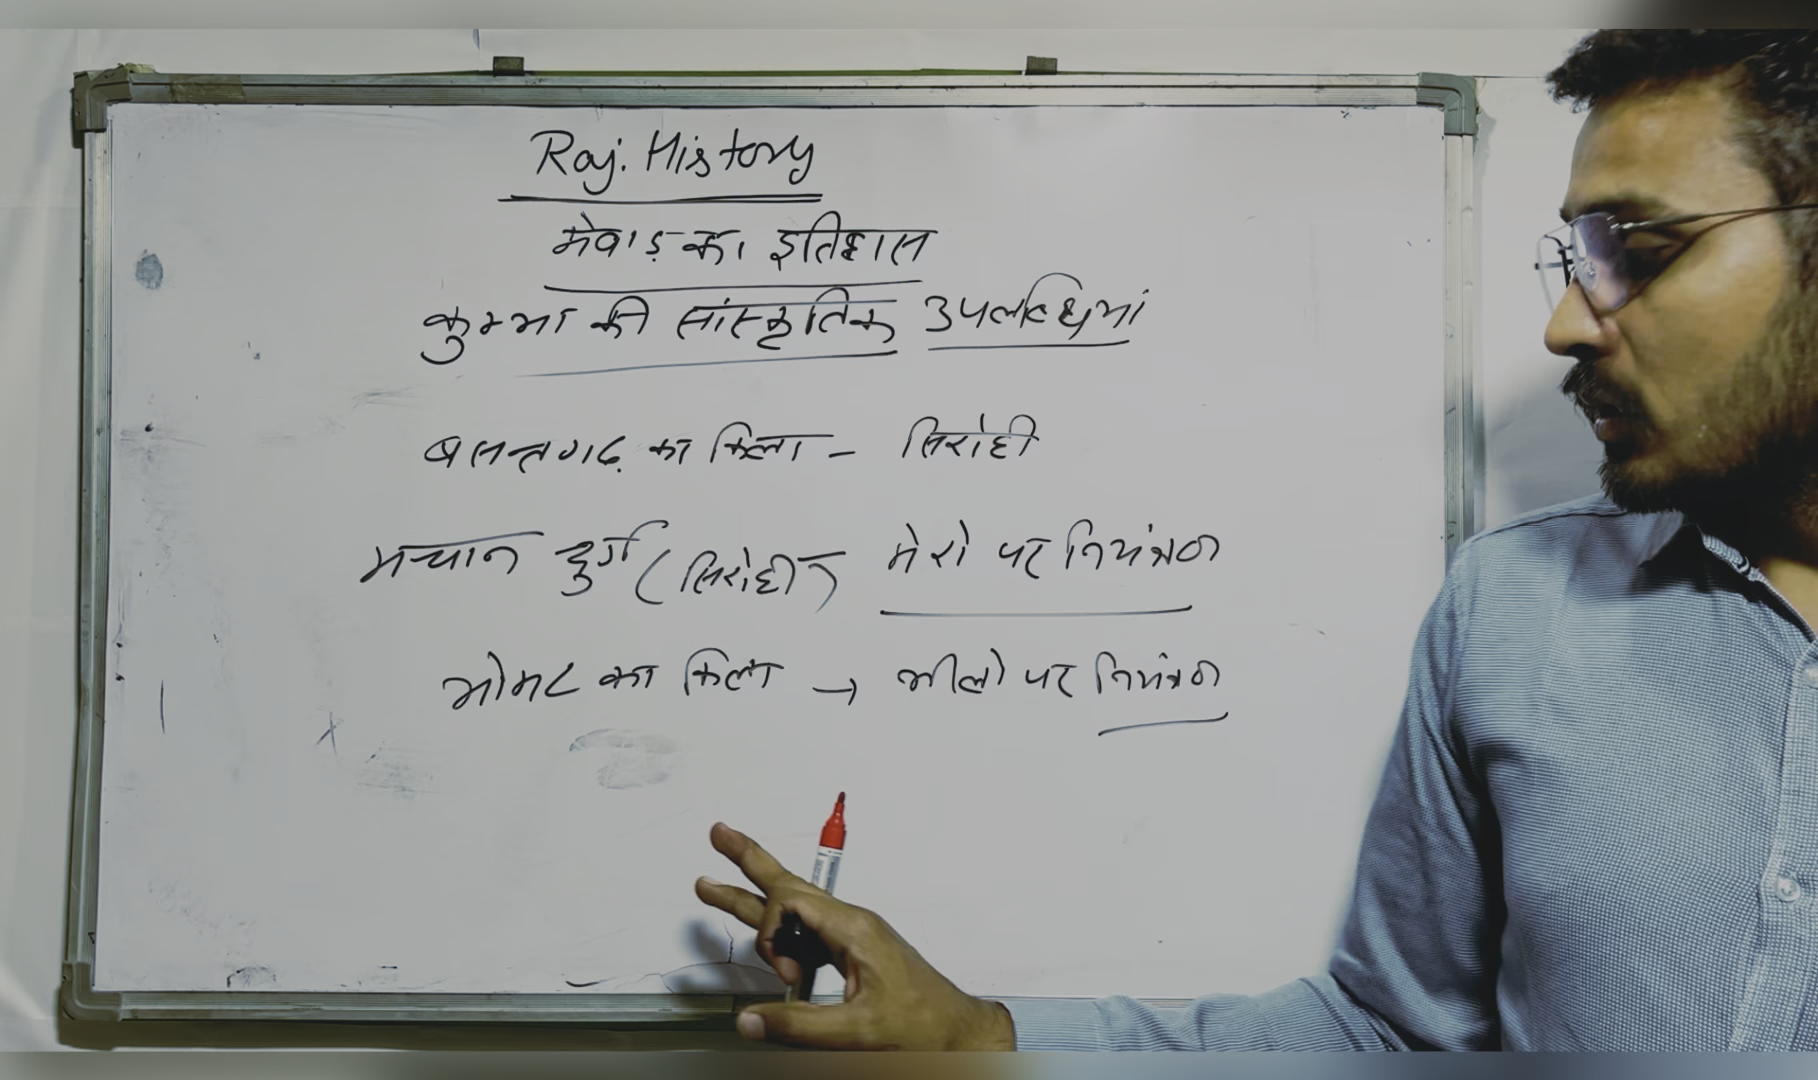 Raj. History
मेवाड़ का इतिहास
कुम्भा की सांस्कृतिक उपलब्धियां
बसन्तगढ़ का किला - सिरोही
मचान दुर्ग (सिरोही) मेरो पर नियंत्रण
भोमट का किला → भीलो पर नियंत्रण